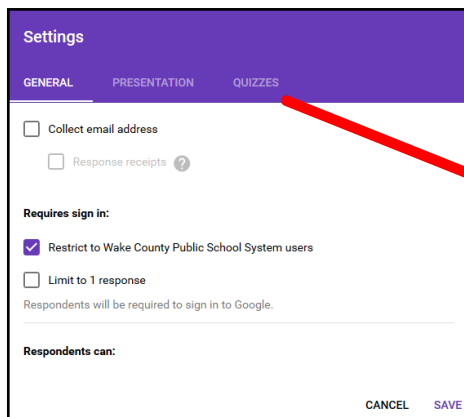 Settings
GENERAL PRESENTATION QUIZZES
Collect email address
Response receipts ?
Requires sign in:
Restrict to Wake County Public School System users
Limit to 1 response
Respondents will be required to sign in to Google.
Respondents can:
CANCEL SAVE